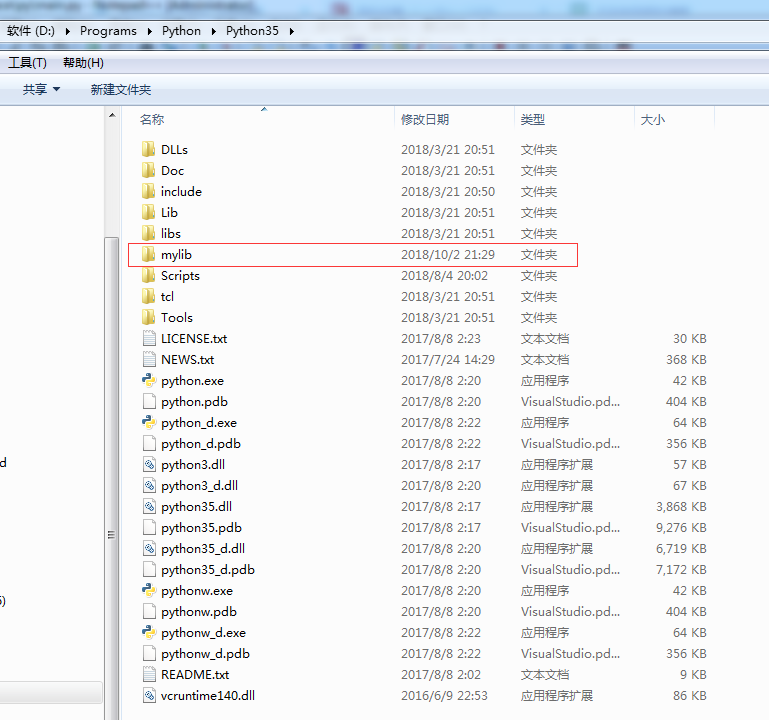 软件 (D:) ▸ Programs ▸ Python ▸ Python35 ▸
工具(T) 帮助(H)
共享 新建文件夹
名称 修改日期 类型 大小
DLLs 2018/3/21 20:51 文件夹
Doc 2018/3/21 20:51 文件夹
include 2018/3/21 20:50 文件夹
Lib 2018/3/21 20:51 文件夹
libs 2018/3/21 20:51 文件夹
mylib 2018/10/2 21:29 文件夹
Scripts 2018/8/4 20:02 文件夹
tcl 2018/3/21 20:51 文件夹
Tools 2018/3/21 20:51 文件夹
LICENSE.txt 2017/8/8 2:23 文本文档 30 KB
NEWS.txt 2017/7/24 14:29 文本文档 368 KB
python.exe 2017/8/8 2:20 应用程序 42 KB
python.pdb 2017/8/8 2:20 VisualStudio.pd... 404 KB
python_d.exe 2017/8/8 2:22 应用程序 64 KB
python_d.pdb 2017/8/8 2:22 VisualStudio.pd... 356 KB
d
python3.dll 2017/8/8 2:17 应用程序扩展 57 KB
python3_d.dll 2017/8/8 2:20 应用程序扩展 67 KB
python35.dll 2017/8/8 2:17 应用程序扩展 3,868 KB
python35.pdb 2017/8/8 2:17 VisualStudio.pd... 9,276 KB
python35_d.dll 2017/8/8 2:20 应用程序扩展 6,719 KB
python35_d.pdb 2017/8/8 2:20 VisualStudio.pd... 7,172 KB
pythonw.exe 2017/8/8 2:20 应用程序 42 KB
pythonw.pdb 2017/8/8 2:20 VisualStudio.pd... 404 KB
pythonw_d.exe 2017/8/8 2:22 应用程序 64 KB
pythonw_d.pdb 2017/8/8 2:22 VisualStudio.pd... 356 KB
README.txt 2017/8/8 2:02 文本文档 9 KB
vcruntime140.dll 2016/6/9 22:53 应用程序扩展 86 KB